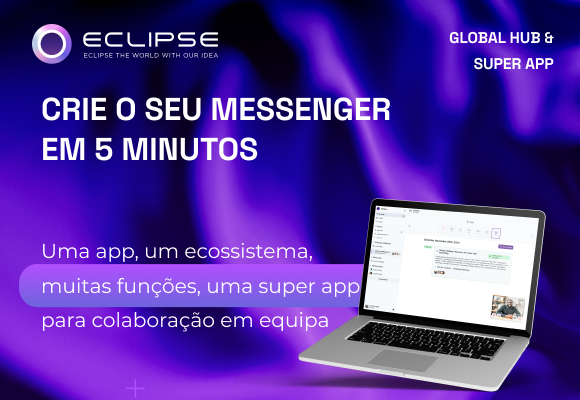 ECLIPSE
ECLIPSE THE WORLD WITH OUR IDEA
GLOBAL HUB &
SUPER APP
CRIE O SEU MESSENGER
EM 5 MINUTOS
Uma app, um ecossistema,
muitas funções, uma super app
para colaboração em equipa